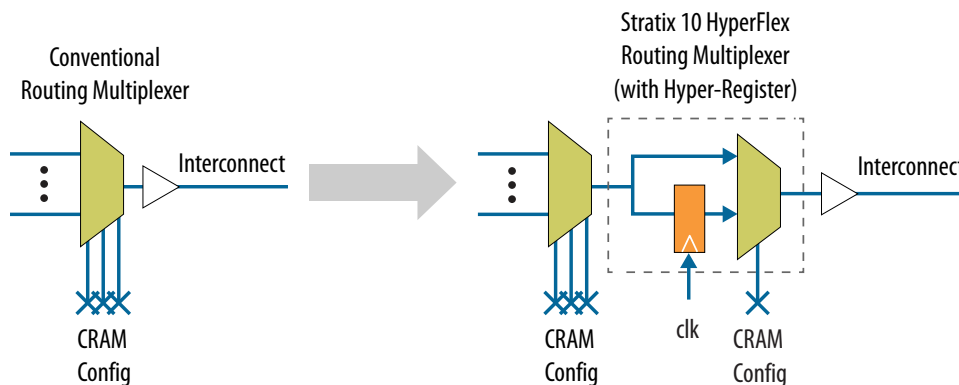 Conventional
Routing Multiplexer
Interconnect
CRAM
Config
Stratix 10 HyperFlex
Routing Multiplexer
(with Hyper-Register)
Interconnect
CRAM
Config
clk
CRAM
Config